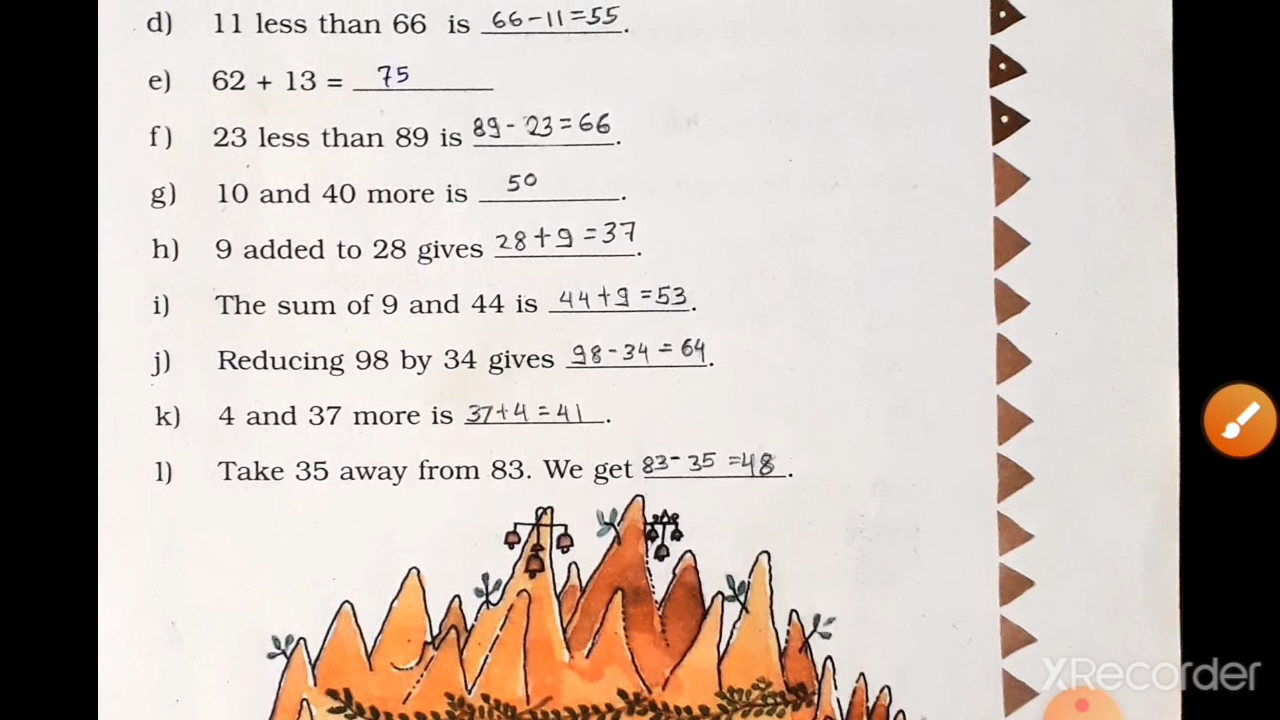 d) 11 less than 66 is 66-11=55.
e) 62 + 13 = 75
f) 23 less than 89 is 89-23=66.
g) 10 and 40 more is 50.
h) 9 added to 28 gives 28+9=37.
i) The sum of 9 and 44 is 44+9=53.
j) Reducing 98 by 34 gives 98-34=64.
k) 4 and 37 more is 37+4=41.
l) Take 35 away from 83. We get 83-35=48.
XRecorder